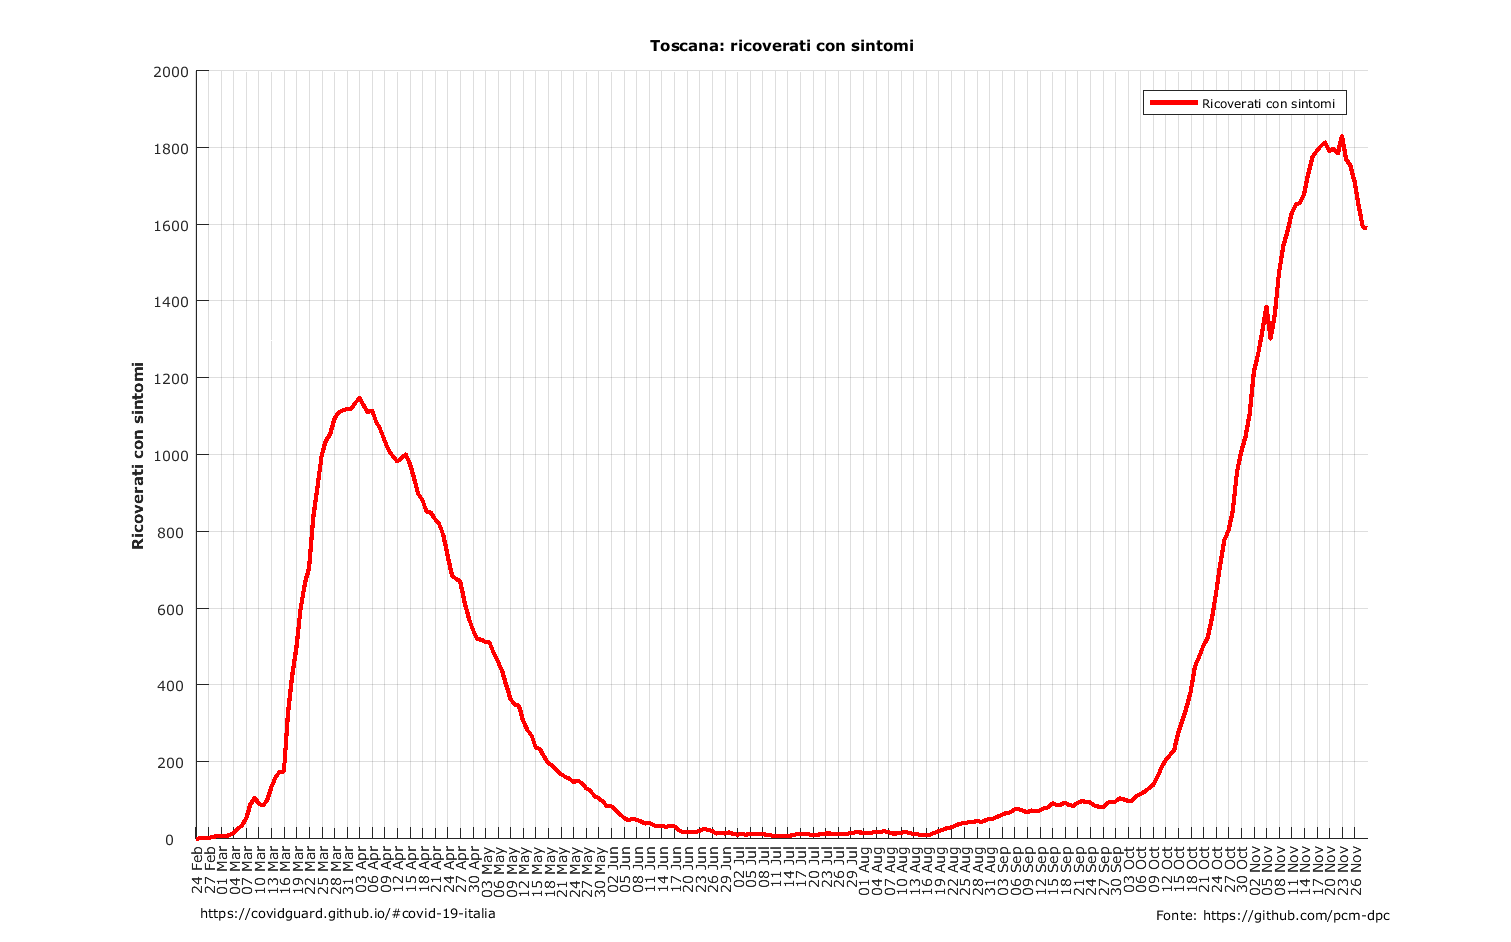 Toscana: ricoverati con sintomi
Ricoverati con sintomi
Ricoverati con sintomi
2000
1800
1600
1400
1200
1000
800
600
400
200
0
24 Feb
27 Feb
01 Mar
04 Mar
07 Mar
10 Mar
13 Mar
16 Mar
19 Mar
22 Mar
25 Mar
28 Mar
31 Mar
03 Apr
06 Apr
09 Apr
12 Apr
15 Apr
18 Apr
21 Apr
24 Apr
27 Apr
30 Apr
03 May
06 May
09 May
12 May
15 May
18 May
21 May
24 May
27 May
30 May
02 Jun
05 Jun
08 Jun
11 Jun
14 Jun
17 Jun
20 Jun
23 Jun
26 Jun
29 Jun
02 Jul
05 Jul
08 Jul
11 Jul
14 Jul
17 Jul
20 Jul
23 Jul
26 Jul
29 Jul
01 Aug
04 Aug
07 Aug
10 Aug
13 Aug
16 Aug
19 Aug
22 Aug
25 Aug
28 Aug
31 Aug
03 Sep
06 Sep
09 Sep
12 Sep
15 Sep
18 Sep
21 Sep
24 Sep
27 Sep
30 Sep
03 Oct
06 Oct
09 Oct
12 Oct
15 Oct
18 Oct
21 Oct
24 Oct
27 Oct
30 Oct
02 Nov
05 Nov
08 Nov
11 Nov
14 Nov
17 Nov
20 Nov
23 Nov
26 Nov
https://covidguard.github.io/#covid-19-italia
Fonte: https://github.com/pcm-dpc